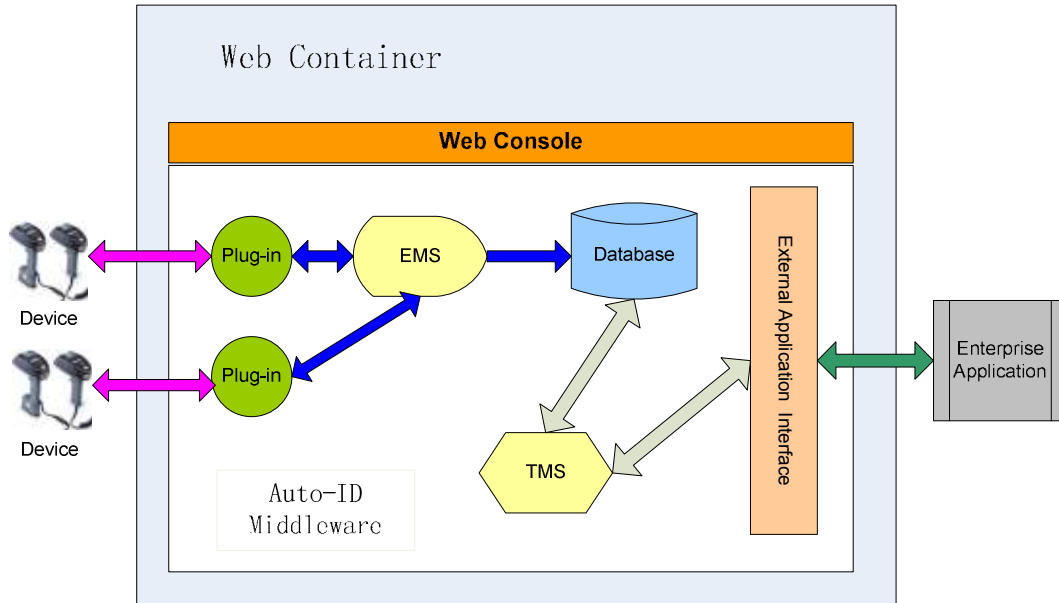 Web Container
Web Console
Plug-in
EMS
Database
External Application Interface
Device
Enterprise
Application
Plug-in
Device
TMS
Auto-ID
Middleware